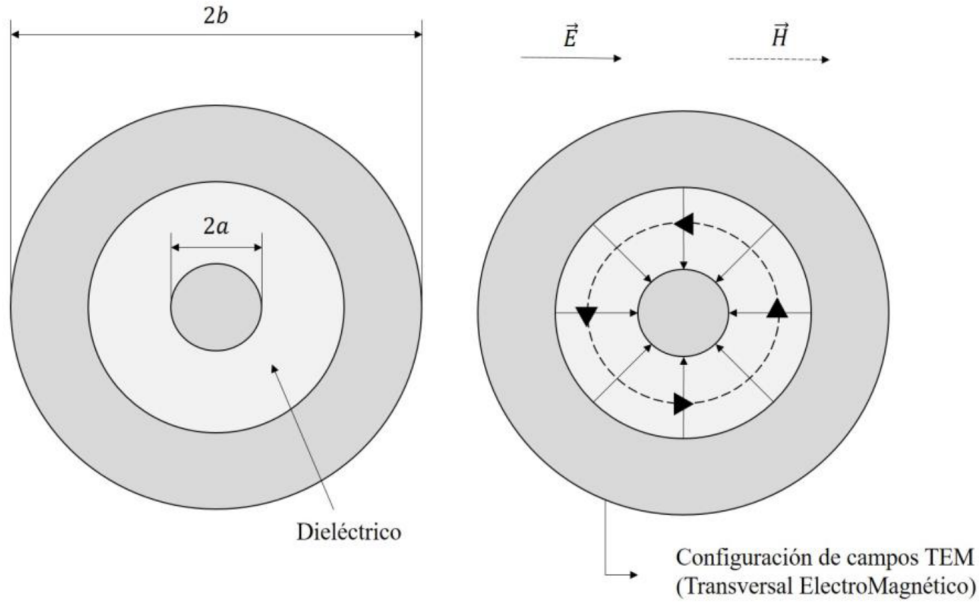 2b
2a
Dieléctrico
E⃗
H⃗
Configuración de campos TEM
(Transversal ElectroMagnético)